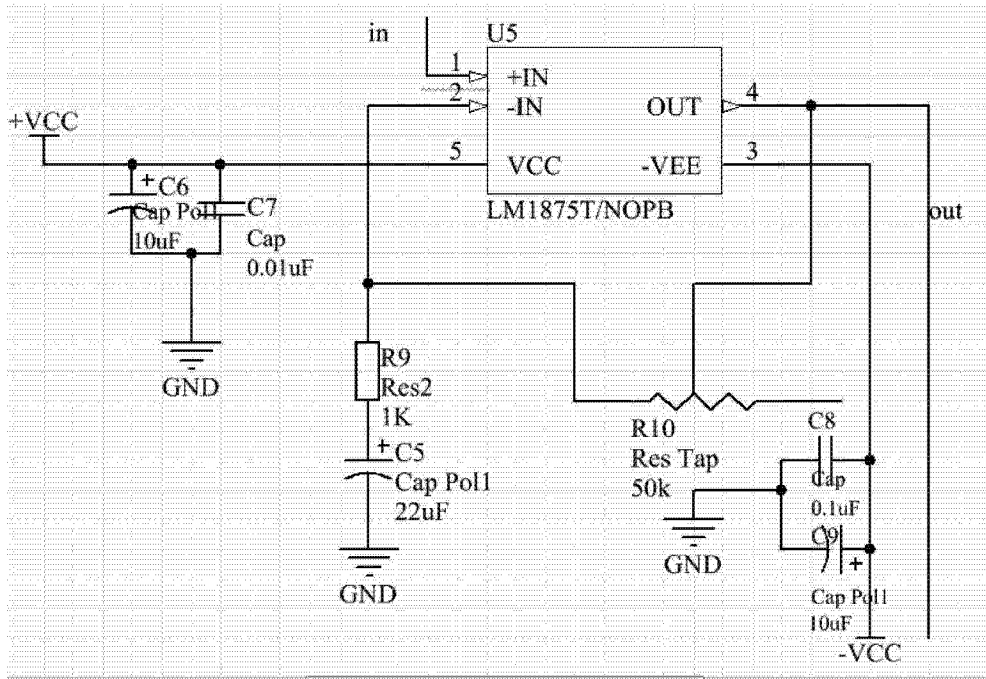 in
U5
1
+IN
2
-IN
OUT
4
+VCC
5
VCC
-VEE
3
+
C6
Cap Pol1
10uF
C7
Cap
0.01uF
LM1875T/NOPB
out
GND
R9
Res2
1K
+
C5
Cap Pol1
22uF
GND
R10
Res Tap
50k
GND
C8
Cap
0.1uF
C9
+
Cap Pol1
10uF
-VCC